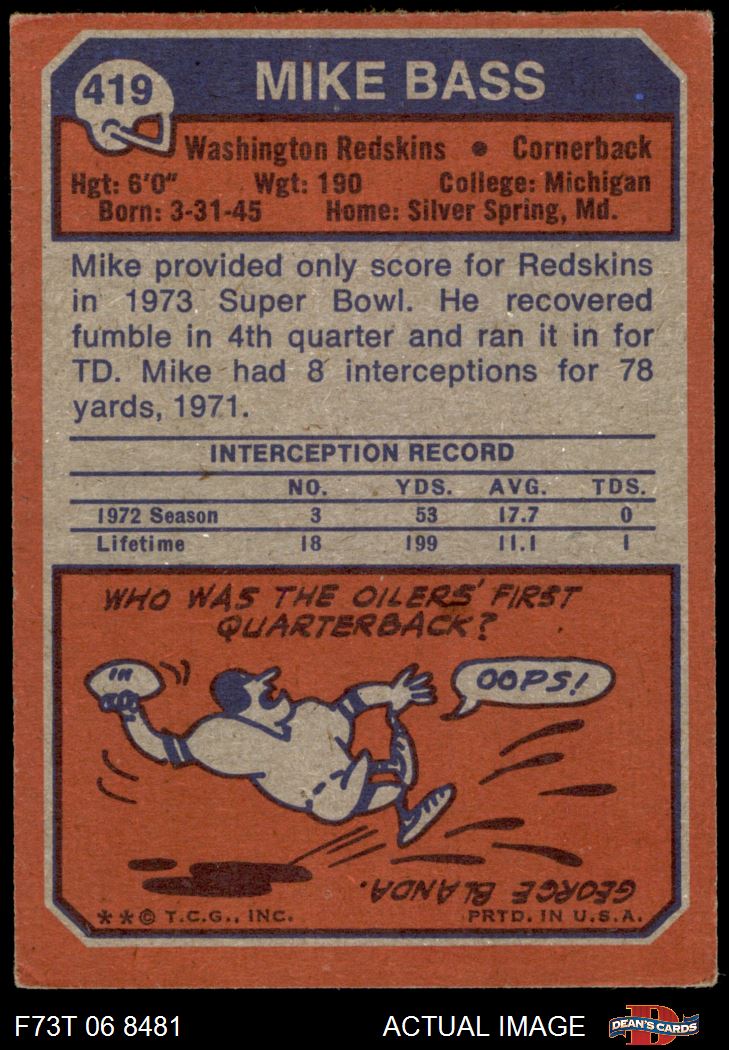 419
MIKE BASS
Washington Redskins • Cornerback
Hgt: 6'0" Wgt: 190 College: Michigan
Born: 3-31-45 Home: Silver Spring, Md.
Mike provided only score for Redskins
in 1973 Super Bowl. He recovered
fumble in 4th quarter and ran it in for
TD. Mike had 8 interceptions for 78
yards, 1971.
INTERCEPTION RECORD
NO. YDS. AVG. TDS.
1972 Season 3 53 17.7 0
Lifetime 18 199 11.1 1
WHO WAS THE OILERS' FIRST
QUARTERBACK?
OOPS!
GEORGE BLANDA.
**© T.C.G., INC. PRTD. IN U.S.A.
F73T 06 8481 ACTUAL IMAGE
D
DEAN'S CARDS